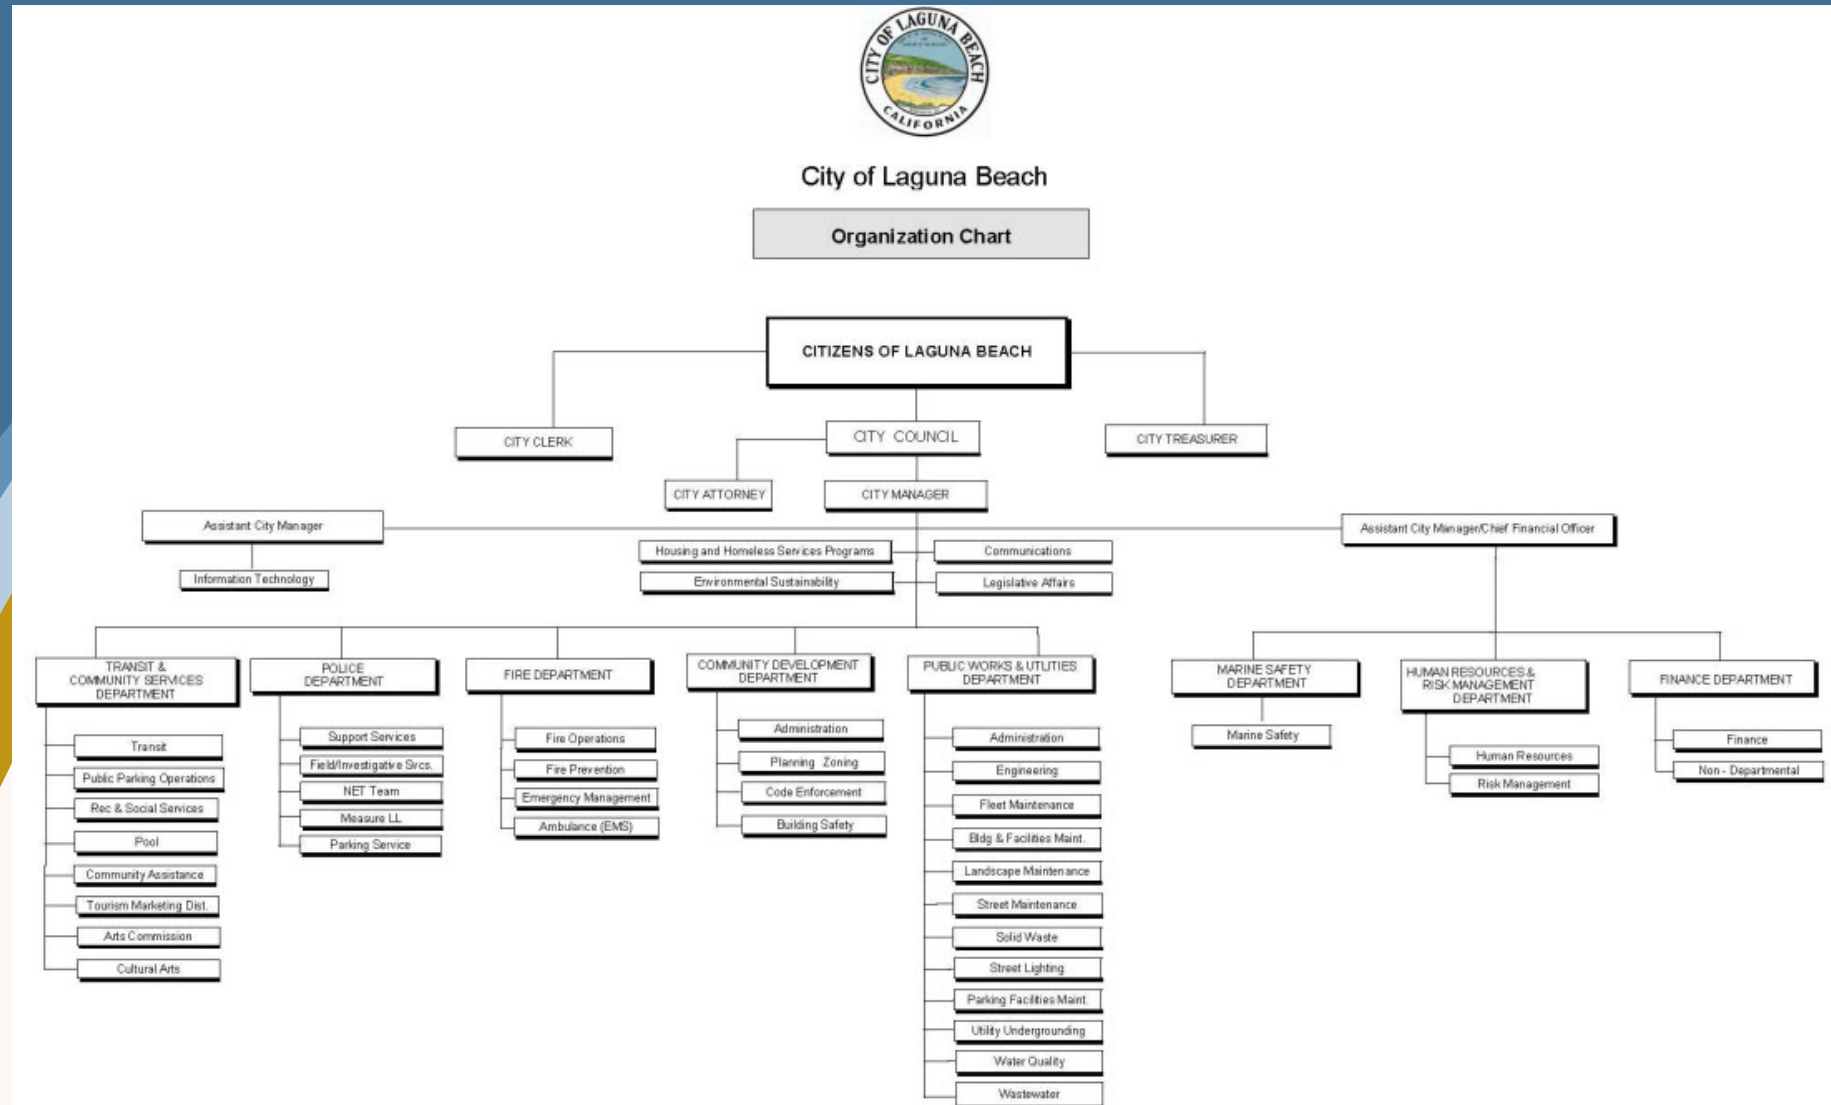 CITY OF LAGUNA BEACH
CALIFORNIA
City of Laguna Beach
Organization Chart
CITIZENS OF LAGUNA BEACH
CITY CLERK
CITY COUNCIL
CITY TREASURER
CITY ATTORNEY
CITY MANAGER
Assistant City Manager
Assistant City Manager/Chief Financial Officer
Information Technology
Housing and Homeless Services Programs
Communications
Environmental Sustainability
Legislative Affairs
TRANSIT &
COMMUNITY SERVICES
DEPARTMENT
Transit
Public Parking Operations
Rec & Social Services
Pool
Community Assistance
Tourism Marketing Dist.
Arts Commission
Cultural Arts
POLICE
DEPARTMENT
Support Services
Field/Investigative Svcs.
NET Team
Measure LL
Parking Service
FIRE DEPARTMENT
Fire Operations
Fire Prevention
Emergency Management
Ambulance (EMS)
COMMUNITY DEVELOPMENT
DEPARTMENT
Administration
Planning Zoning
Code Enforcement
Building Safety
PUBLIC WORKS & UTLITIES
DEPARTMENT
Administration
Engineering
Fleet Maintenance
Bldg & Facilities Maint.
Landscape Maintenance
Street Maintenance
Solid Waste
Street Lighting
Parking Facilities Maint.
Utility Undergrounding
Water Quality
Wastewater
MARINE SAFETY
DEPARTMENT
Marine Safety
HUMAN RESOURCES &
RISK MANAGEMENT
DEPARTMENT
Human Resources
Risk Management
FINANCE DEPARTMENT
Finance
Non - Departmental